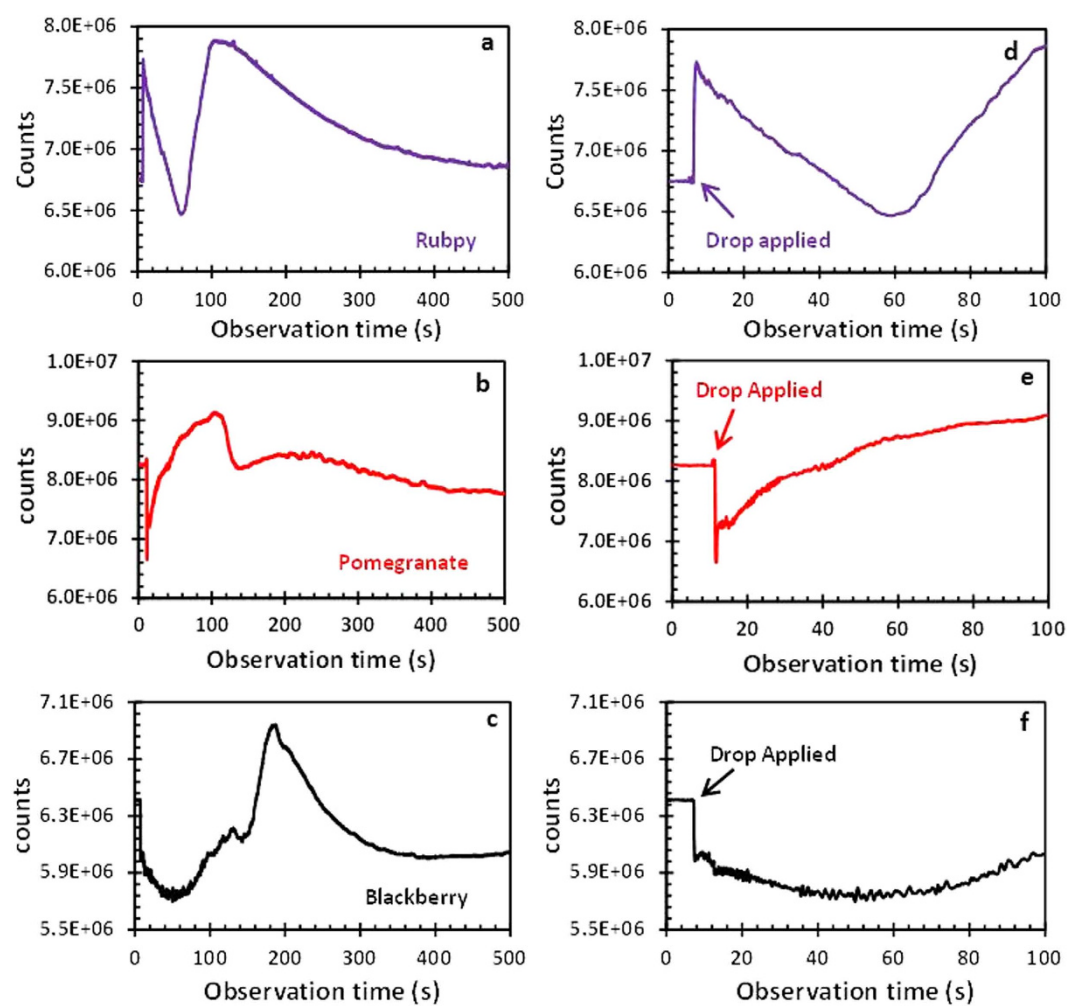 a
8.0E+06
7.5E+06
7.0E+06
6.5E+06
6.0E+06
Counts
Rubpy
0 100 200 300 400 500
Observation time (s)
d
8.0E+06
7.5E+06
7.0E+06
6.5E+06
6.0E+06
Counts
Drop applied
0 20 40 60 80 100
Observation time (s)
b
1.0E+07
9.0E+06
8.0E+06
7.0E+06
6.0E+06
counts
Pomegranate
0 100 200 300 400 500
Observation time (s)
e
1.0E+07
9.0E+06
8.0E+06
7.0E+06
6.0E+06
counts
Drop Applied
0 20 40 60 80 100
Observation time (s)
c
7.1E+06
6.7E+06
6.3E+06
5.9E+06
5.5E+06
counts
Blackberry
0 100 200 300 400 500
Observation time (s)
f
7.1E+06
6.7E+06
6.3E+06
5.9E+06
5.5E+06
counts
Drop Applied
0 20 40 60 80 100
Observation time (s)